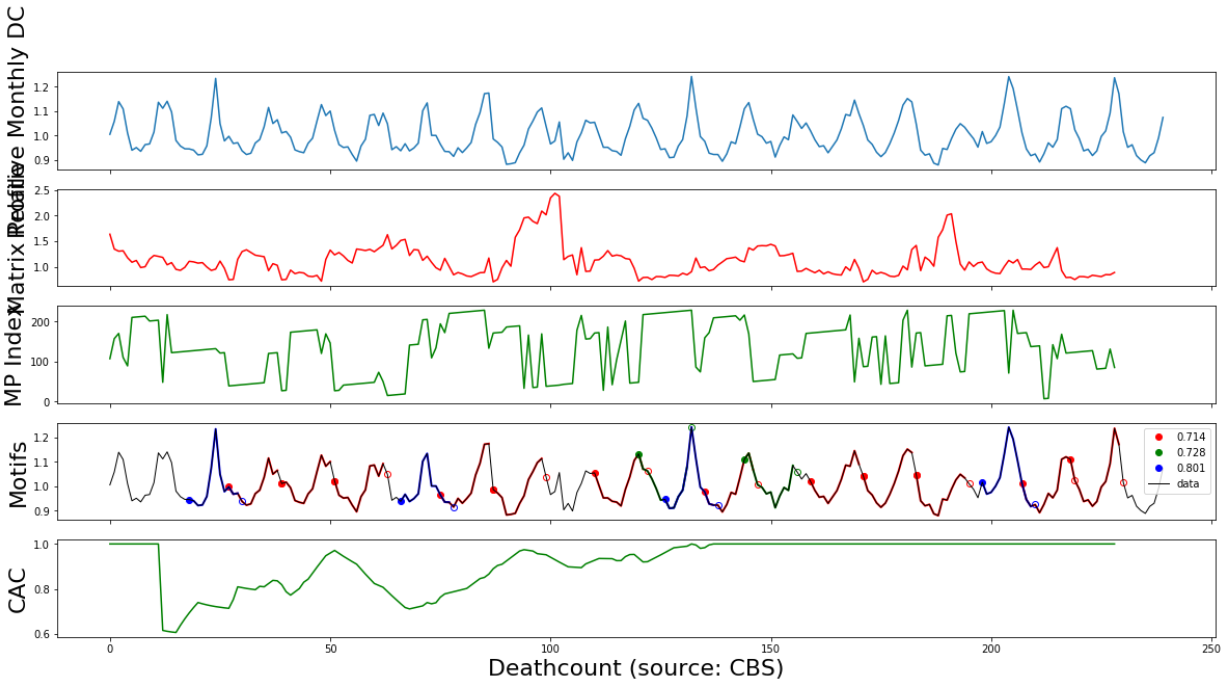 Relative Monthly DC
1.2
1.1
1.0
0.9
Matrix Profile
2.5
2.0
1.5
1.0
MP Index
200
100
0
Motifs
1.2
1.1
1.0
0.9
0.714
0.728
0.801
data
CAC
1.0
0.8
0.6
0 50 100 150 200 250
Deathcount (source: CBS)